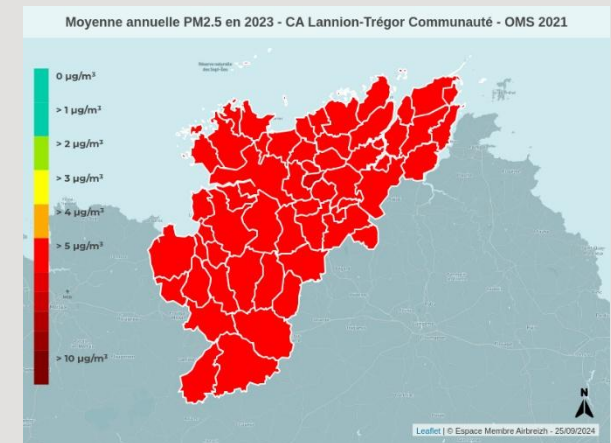 Moyenne annuelle PM2.5 en 2023 - CA Lannion-Trégor Communauté - OMS 2021
0 µg/m³
> 1 µg/m³
> 2 µg/m³
> 3 µg/m³
> 4 µg/m³
> 5 µg/m³
> 10 µg/m³
N
Leaflet | © Espace Membre Airbreizh - 25/09/2024